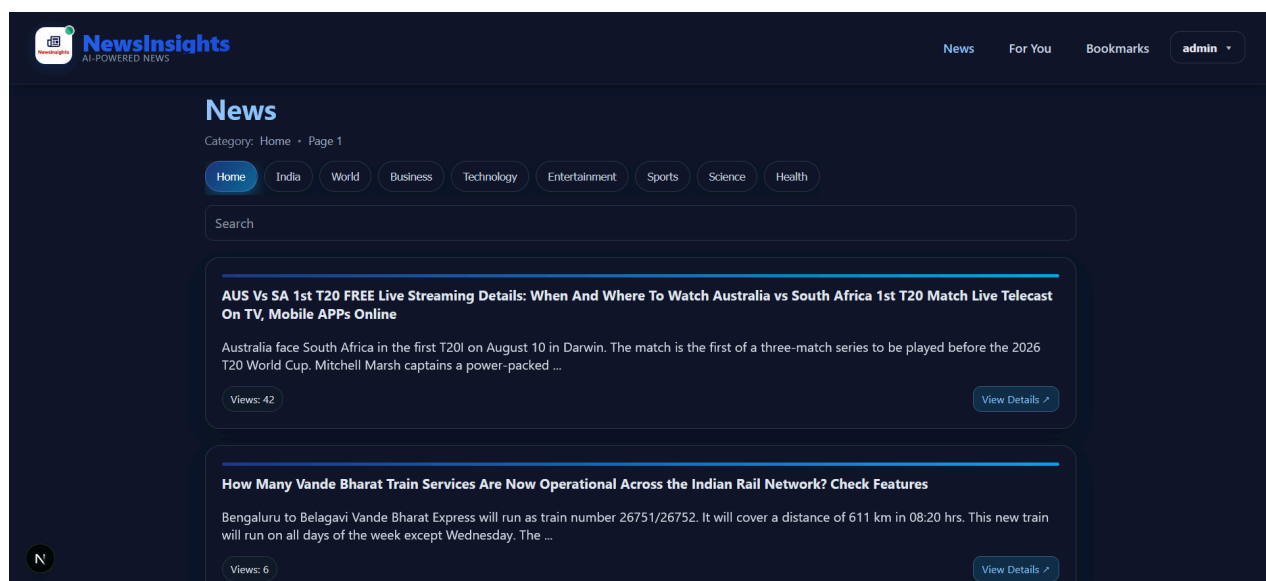 NewsInsights
NewsInsights
AI-POWERED NEWS
News
For You
Bookmarks
admin
News
Category: Home • Page 1
Home
India
World
Business
Technology
Entertainment
Sports
Science
Health
Search
AUS Vs SA 1st T20 FREE Live Streaming Details: When And Where To Watch Australia vs South Africa 1st T20 Match Live Telecast
On TV, Mobile APPs Online
Australia face South Africa in the first T20I on August 10 in Darwin. The match is the first of a three-match series to be played before the 2026
T20 World Cup. Mitchell Marsh captains a power-packed ...
Views: 42
View Details ↗
How Many Vande Bharat Train Services Are Now Operational Across the Indian Rail Network? Check Features
Bengaluru to Belagavi Vande Bharat Express will run as train number 26751/26752. It will cover a distance of 611 km in 08:20 hrs. This new train
will run on all days of the week except Wednesday. The ...
Views: 6
View Details ↗
N